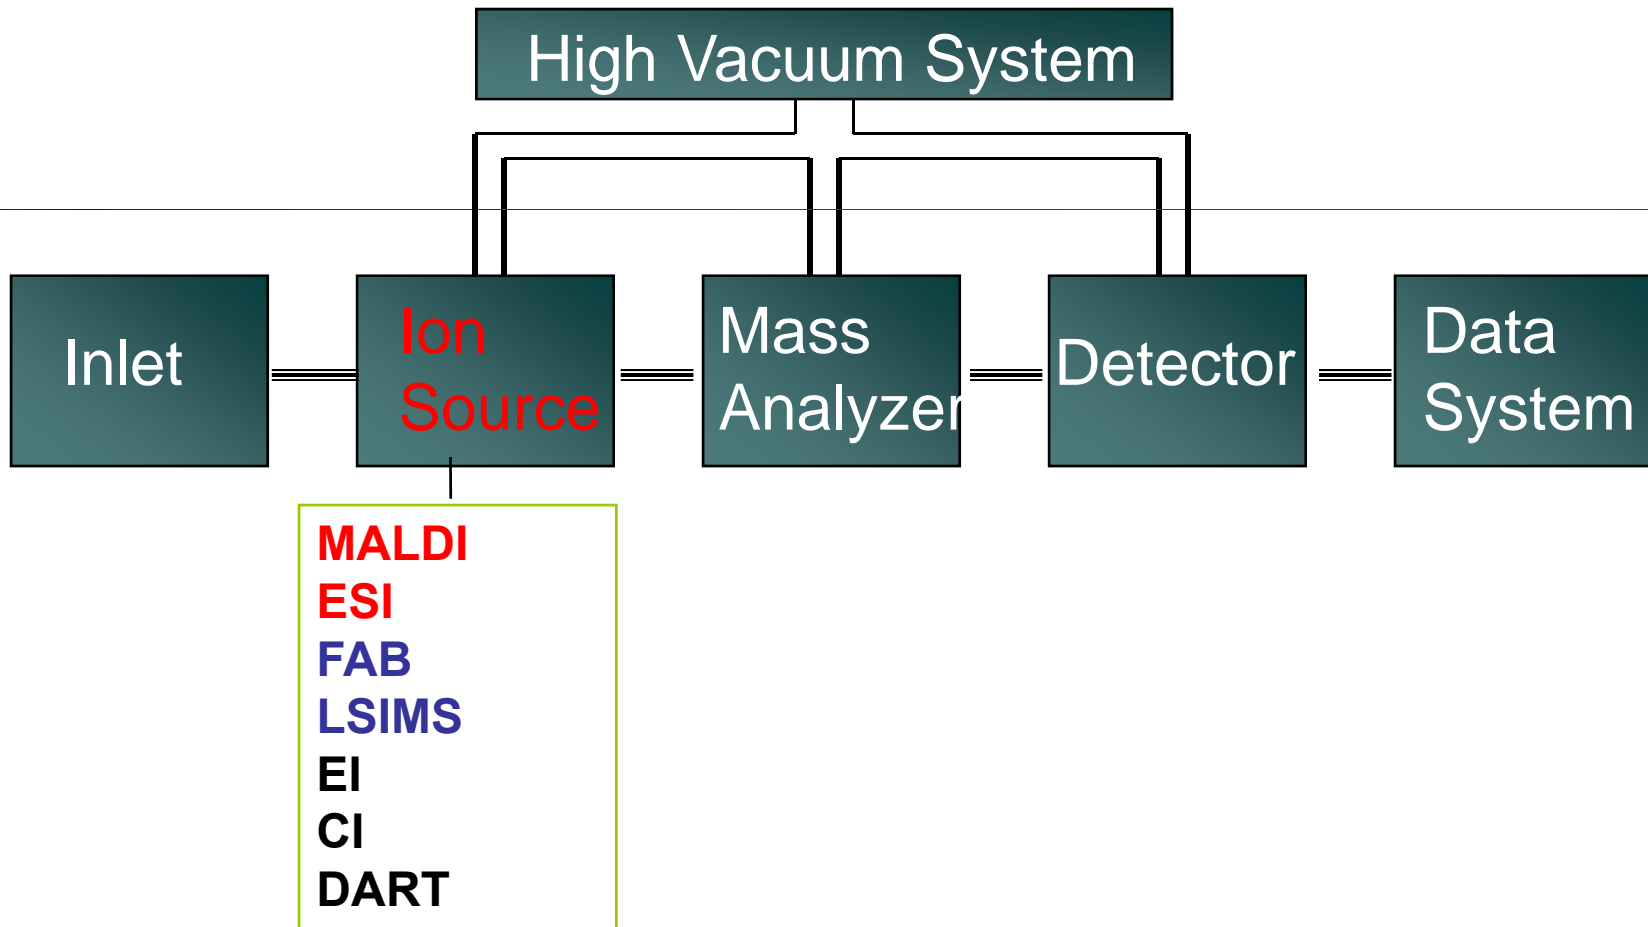 High Vacuum System
Inlet
Ion
Source
Mass
Analyzer
Detector
Data
System
MALDI
ESI
FAB
LSIMS
EI
CI
DART